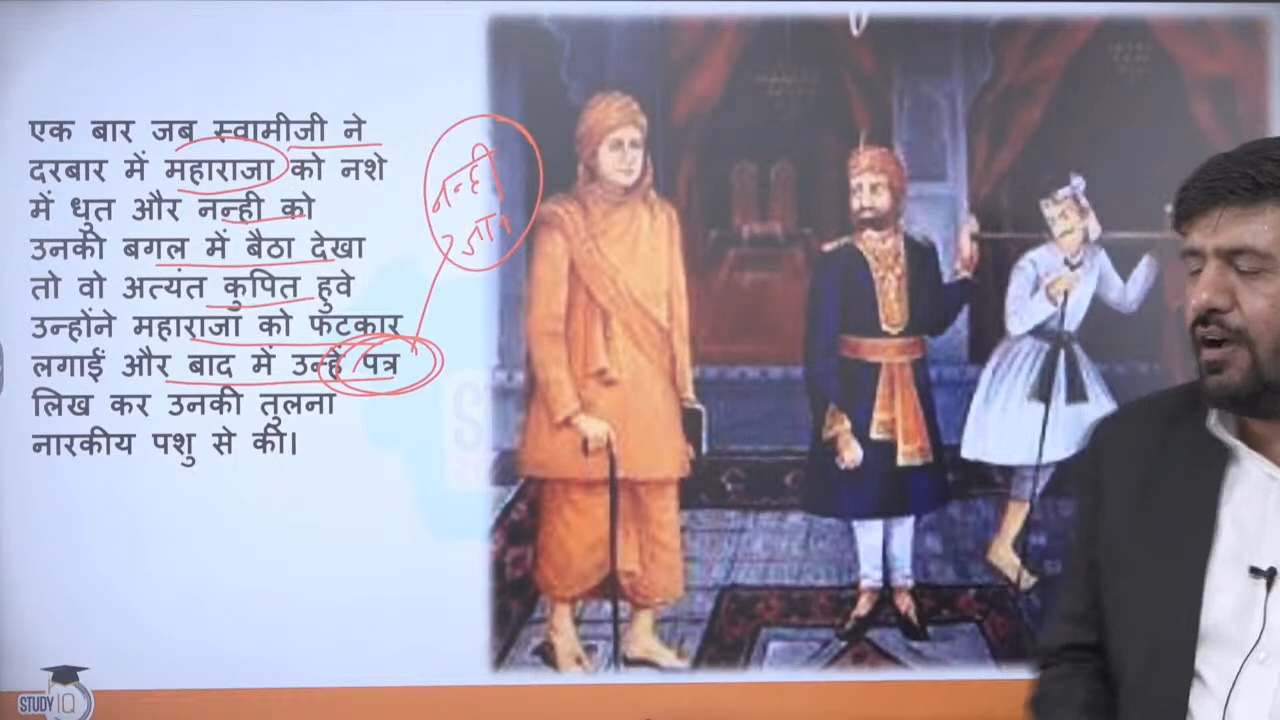 एक बार जब स्वामीजी ने
दरबार में महाराजा को नशे
में धुत और नन्ही को
उनकी बगल में बैठा देखा
तो वो अत्यंत कुपित हुवे
उन्होंने महाराजा को फटकार
लगाई और बाद में उन्हें पत्र
लिख कर उनकी तुलना
नारकीय पशु से की।
नन्ही
STUDY IQ